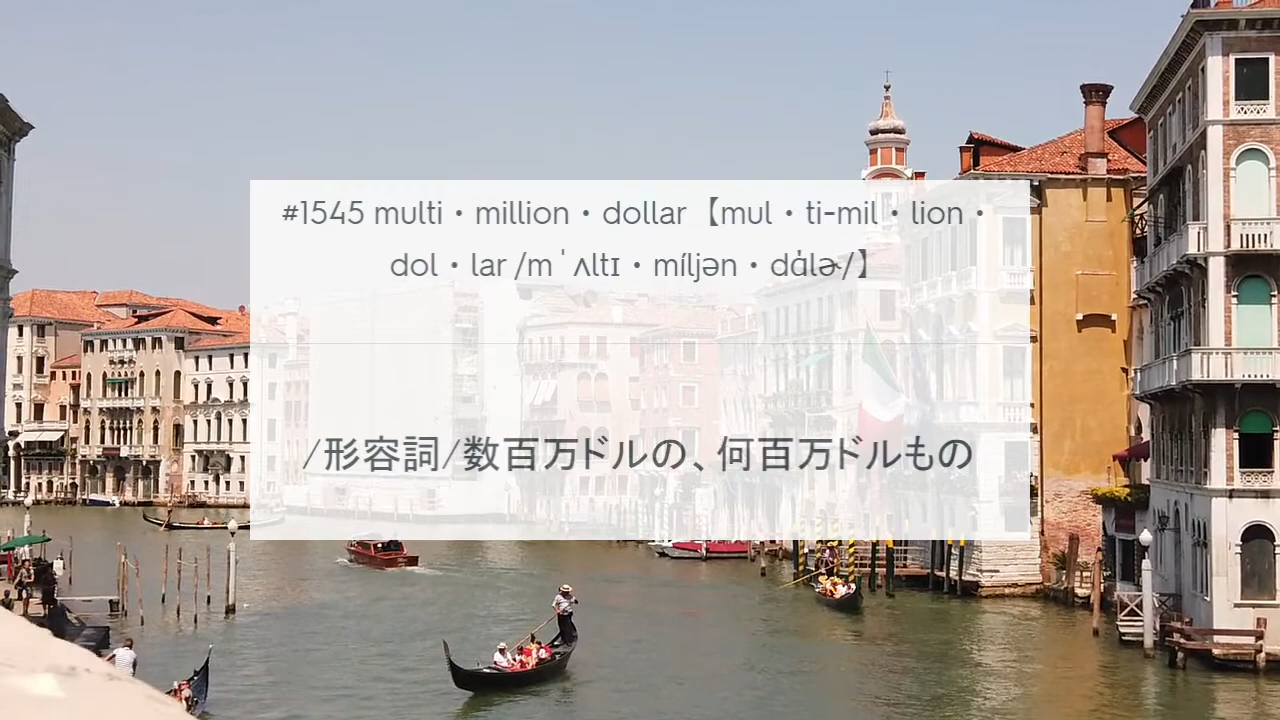 #1545 multi・million・dollar【mul・ti-mil・lion・
dol・lar /mˈʌltɪ・míljən・dάlɚ/】
/形容詞/数百万ドルの、何百万ドルもの